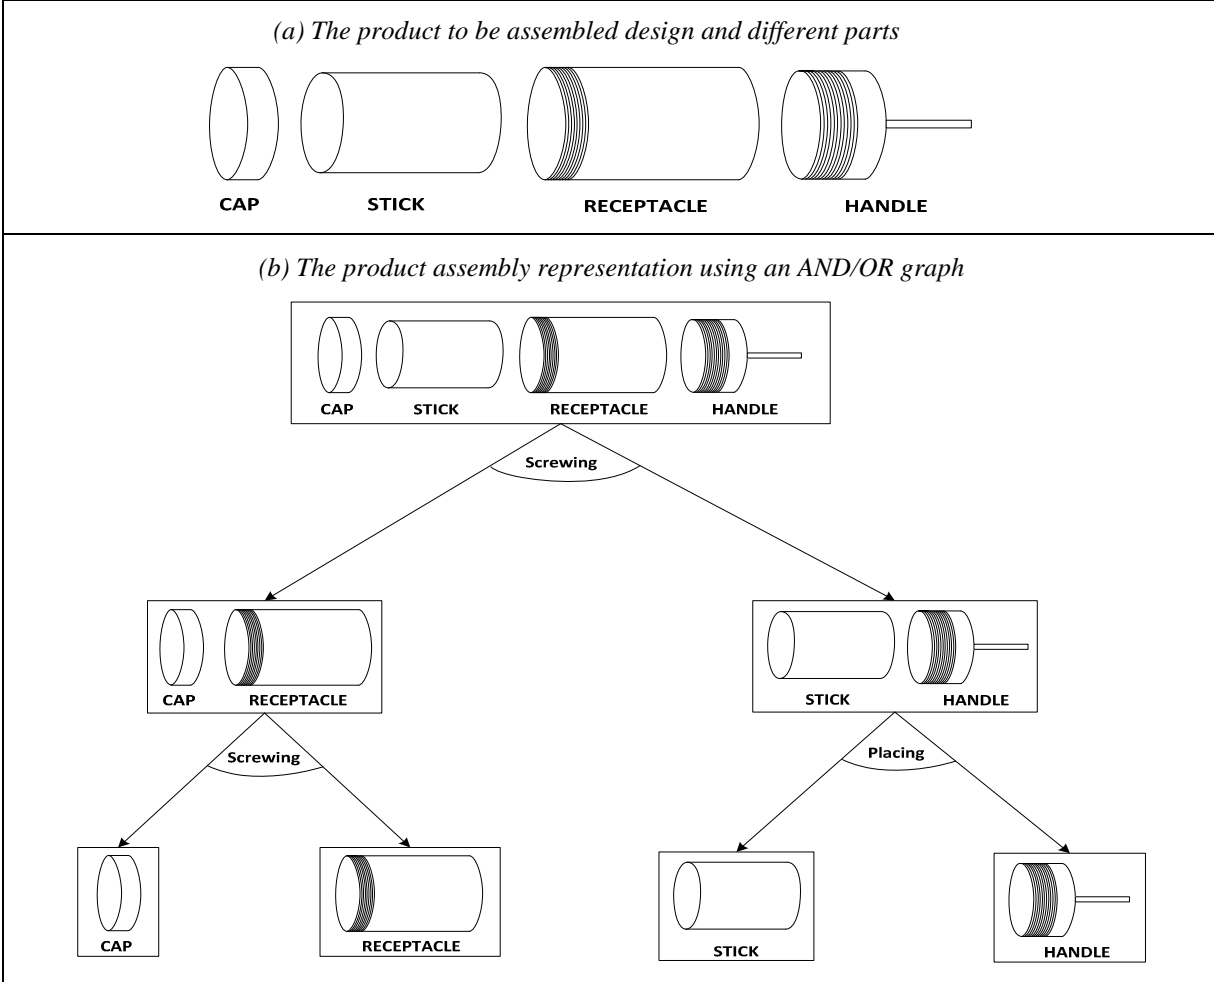 (a) The product to be assembled design and different parts
CAP
STICK
RECEPTACLE
HANDLE
(b) The product assembly representation using an AND/OR graph
CAP
STICK
RECEPTACLE
HANDLE
Screwing
CAP
RECEPTACLE
STICK
HANDLE
Screwing
Placing
CAP
RECEPTACLE
STICK
HANDLE